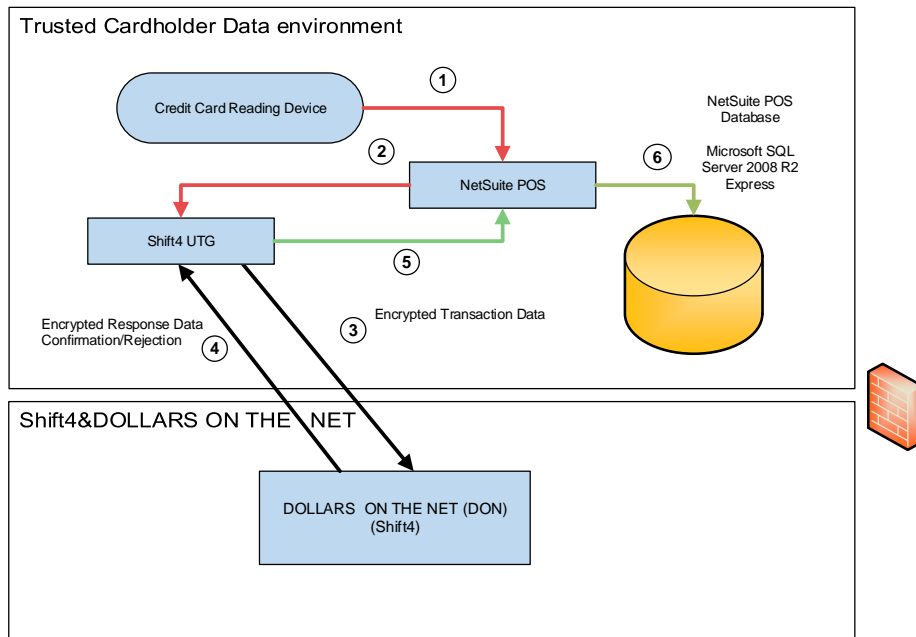 Trusted Cardholder Data environment
1
Credit Card Reading Device
NetSuite POS
Database
2
6
Microsoft SQL
Server 2008 R2
Express
NetSuite POS
Shift4 UTG
5
Encrypted Response Data
Confirmation/Rejection
4
3
Encrypted Transaction Data
Shift4&DOLLARS ON THE NET
DOLLARS ON THE NET (DON)
(Shift4)